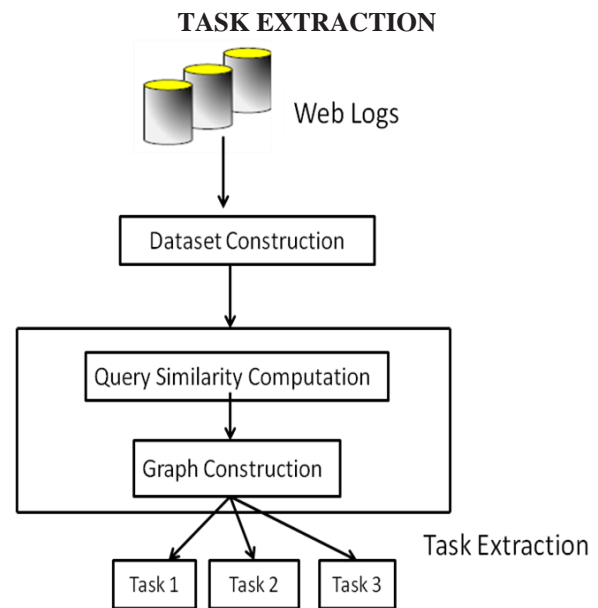 TASK EXTRACTION
Web Logs
Dataset Construction
Query Similarity Computation
Graph Construction
Task Extraction
Task 1
Task 2
Task 3